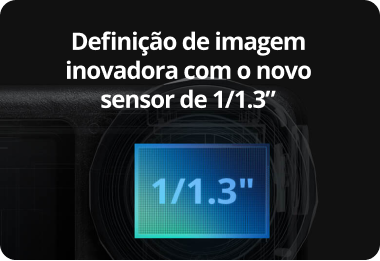 Definição de imagem
inovadora com o novo
sensor de 1/1.3”
1/1.3"